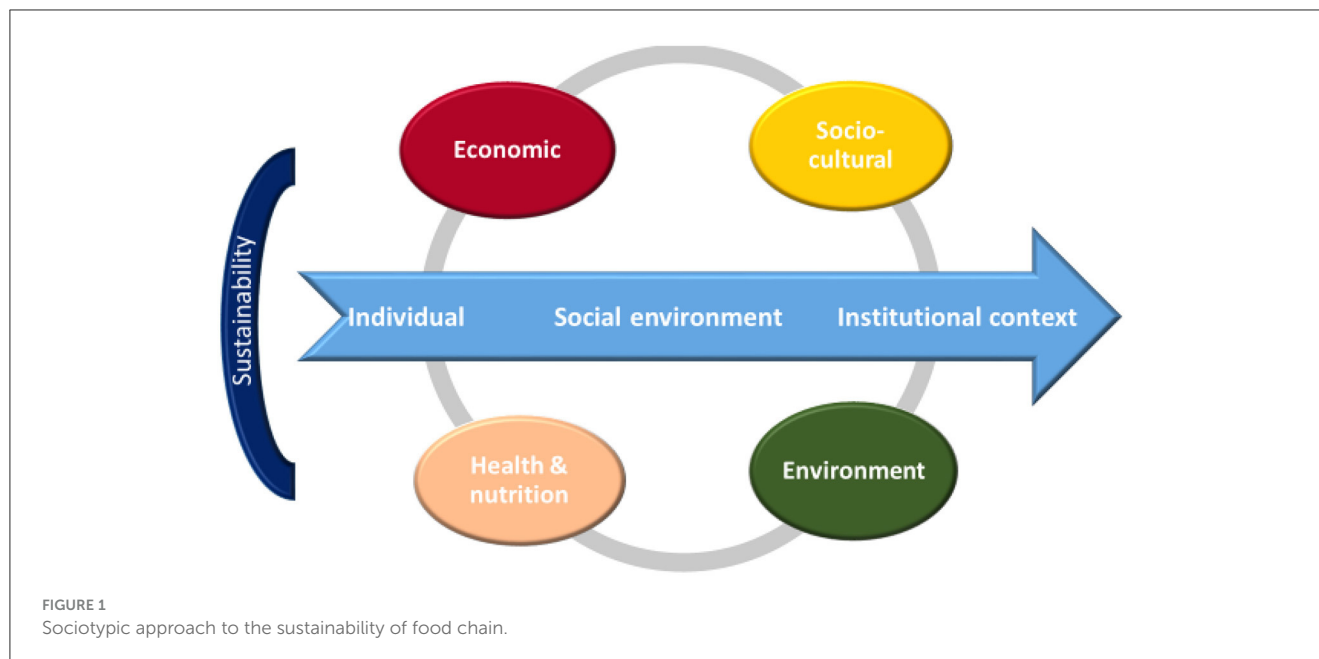 Economic
Socio-
cultural
Sustainability
Individual
Social environment
Institutional context
Health &
nutrition
Environment
FIGURE 1
Sociotypic approach to the sustainability of food chain.